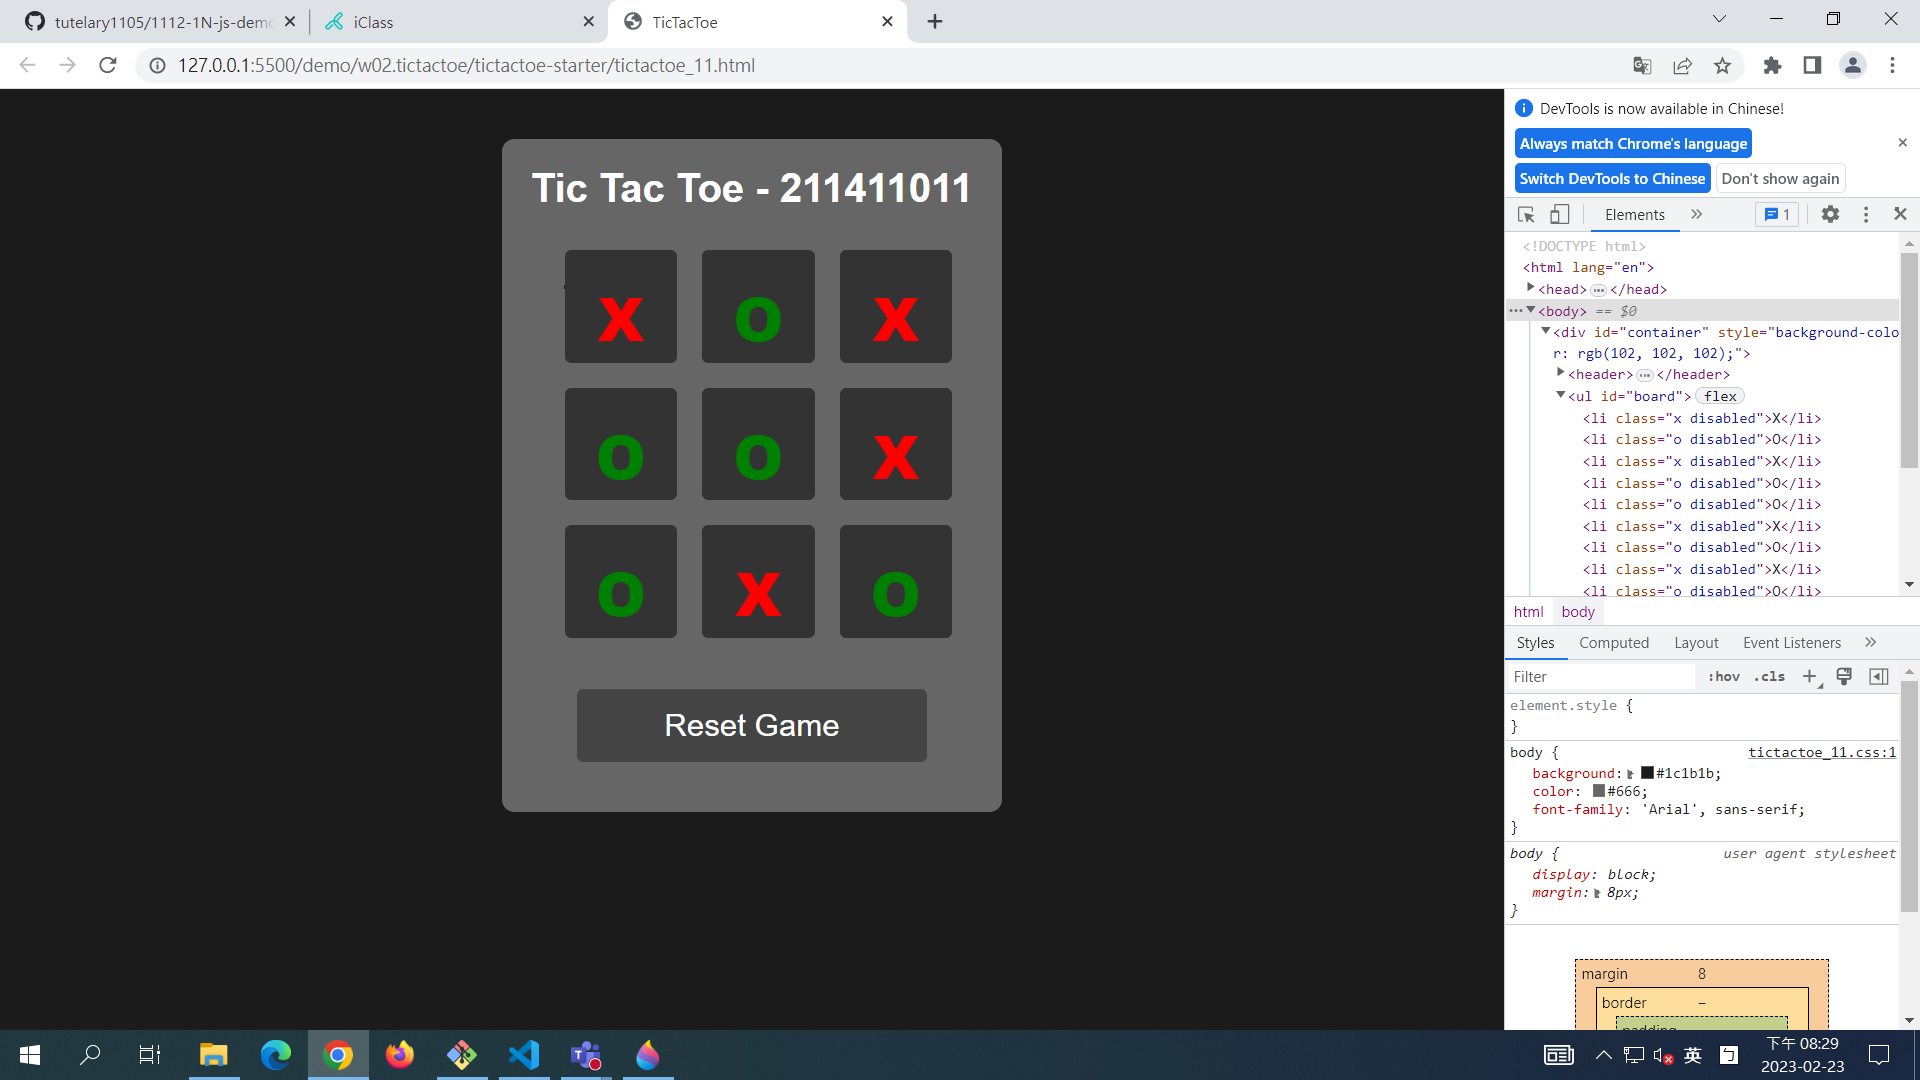 tutelary1105/1112-1N-js-dem
iClass
TicTacToe
127.0.0.1:5500/demo/w02.tictactoe/tictactoe-starter/tictactoe_11.html
Tic Tac Toe - 211411011
x o x
o o x
o x o
Reset Game
DevTools is now available in Chinese!
Always match Chrome's language
Switch DevTools to Chinese
Don't show again
Elements
1
<!DOCTYPE html>
<html lang="en">
<head> ••• </head>
••• <body> == $0
<div id="container" style="background-colo
r: rgb(102, 102, 102);">
<header> ••• </header>
<ul id="board"> flex
<li class="x disabled">X</li>
<li class="o disabled">O</li>
<li class="x disabled">X</li>
<li class="o disabled">O</li>
<li class="o disabled">O</li>
<li class="x disabled">X</li>
<li class="o disabled">O</li>
<li class="x disabled">X</li>
<li class="o disabled">O</li>
html body
Styles Computed Layout Event Listeners
Filter :hov .cls
element.style {
}
body { tictactoe_11.css:1
background: #1c1b1b;
color: #666;
font-family: 'Arial', sans-serif;
}
body { user agent stylesheet
display: block;
margin: 8px;
}
margin 8
border –
padding
英
下午 08:29
2023-02-23